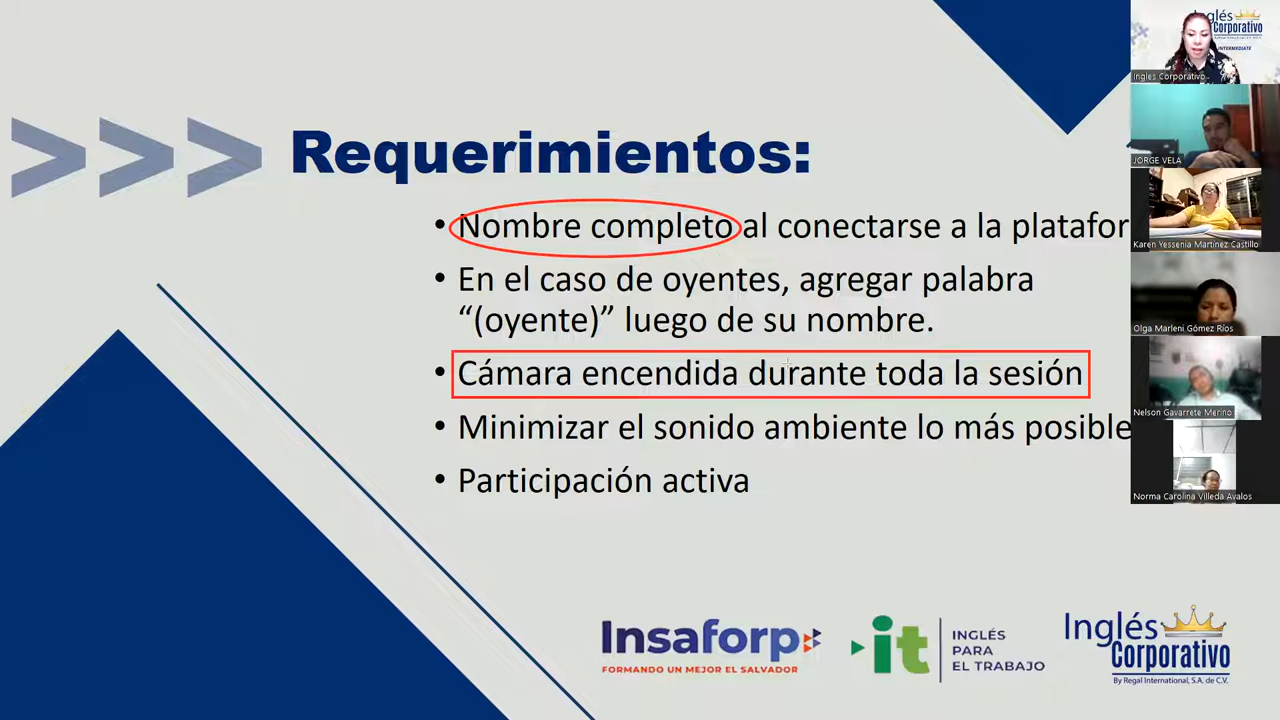 Requerimientos:
• Nombre completo al conectarse a la platafor
• En el caso de oyentes, agregar palabra
“(oyente)” luego de su nombre.
• Cámara encendida durante toda la sesión
• Minimizar el sonido ambiente lo más posible
• Participación activa
Insaforp
FORMANDO UN MEJOR EL SALVADOR
it
INGLÉS
PARA
EL TRABAJO
Inglés
Corporativo
By Regal International, S.A. de C.V.
Inglés
Corporativo
INTERMEDIATE
Ingles Corporativo
JORGE VELA
Karen Yessenia Martinez Castillo
Olga Marleni Gómez Ríos
Nelson Gavarrete Merino
Norma Carolina Villeda Avalos